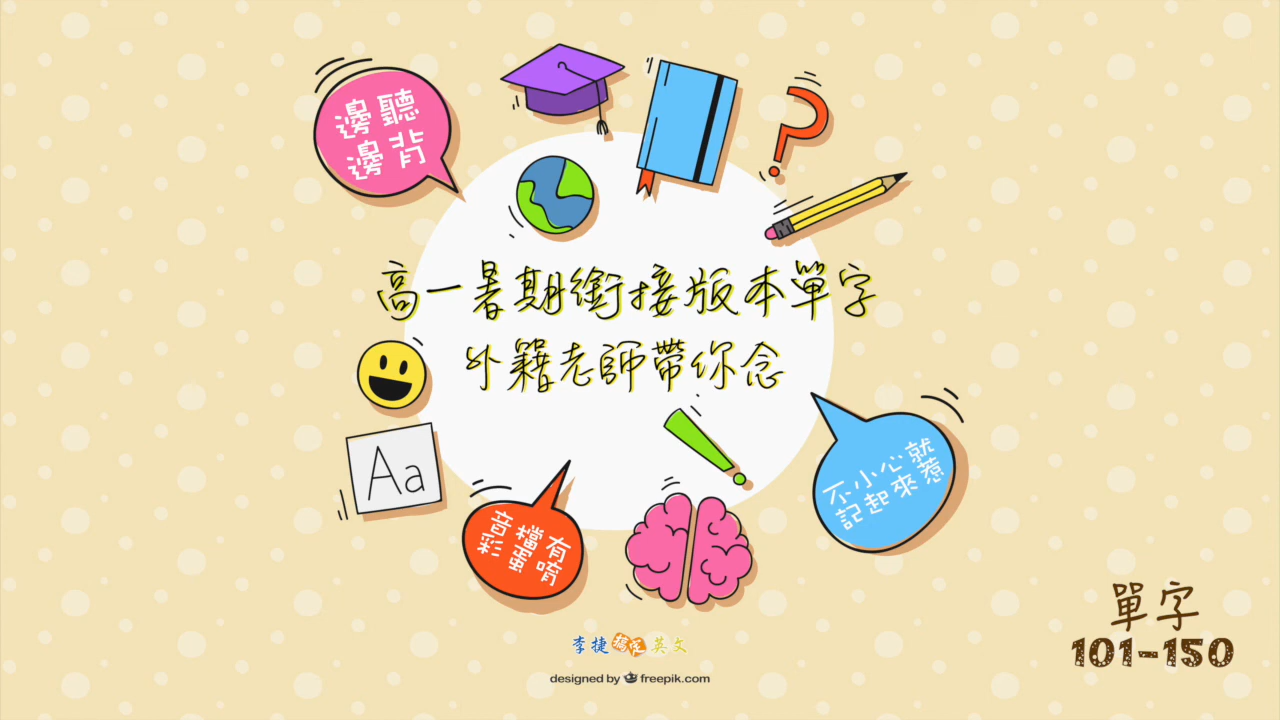 邊聽
邊背
高一暑期銜接版本單字
外籍老師帶你念
Aa
不小心就
記起來惹
音檔有
彩蛋唷
李捷搞定英文
designed by freepik.com
單字
101-150